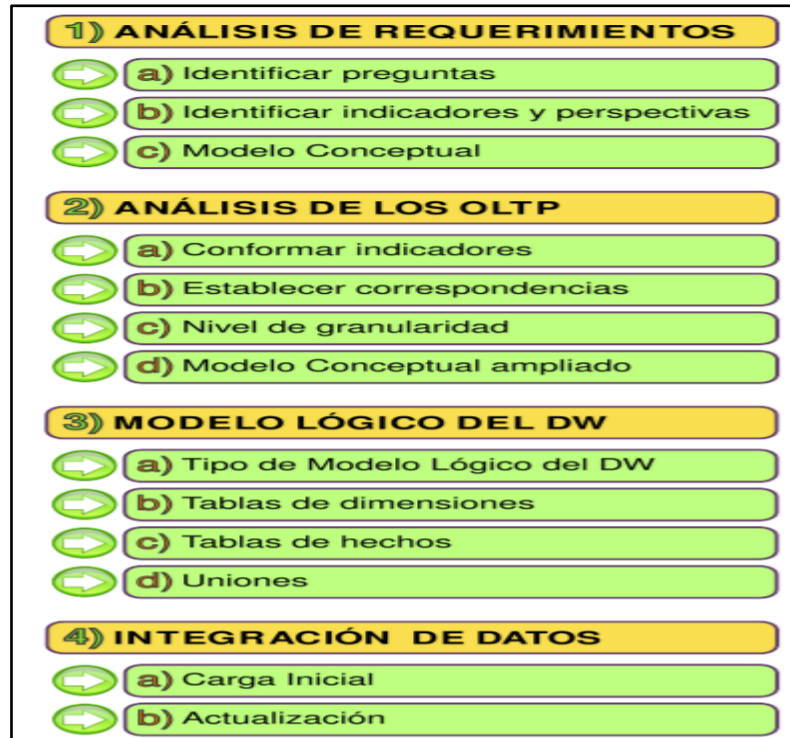 1) ANÁLISIS DE REQUERIMIENTOS
a) Identificar preguntas
b) Identificar indicadores y perspectivas
c) Modelo Conceptual
2) ANÁLISIS DE LOS OLTP
a) Conformar indicadores
b) Establecer correspondencias
c) Nivel de granularidad
d) Modelo Conceptual ampliado
3) MODELO LÓGICO DEL DW
a) Tipo de Modelo Lógico del DW
b) Tablas de dimensiones
c) Tablas de hechos
d) Uniones
4) INTEGRACIÓN DE DATOS
a) Carga Inicial
b) Actualización